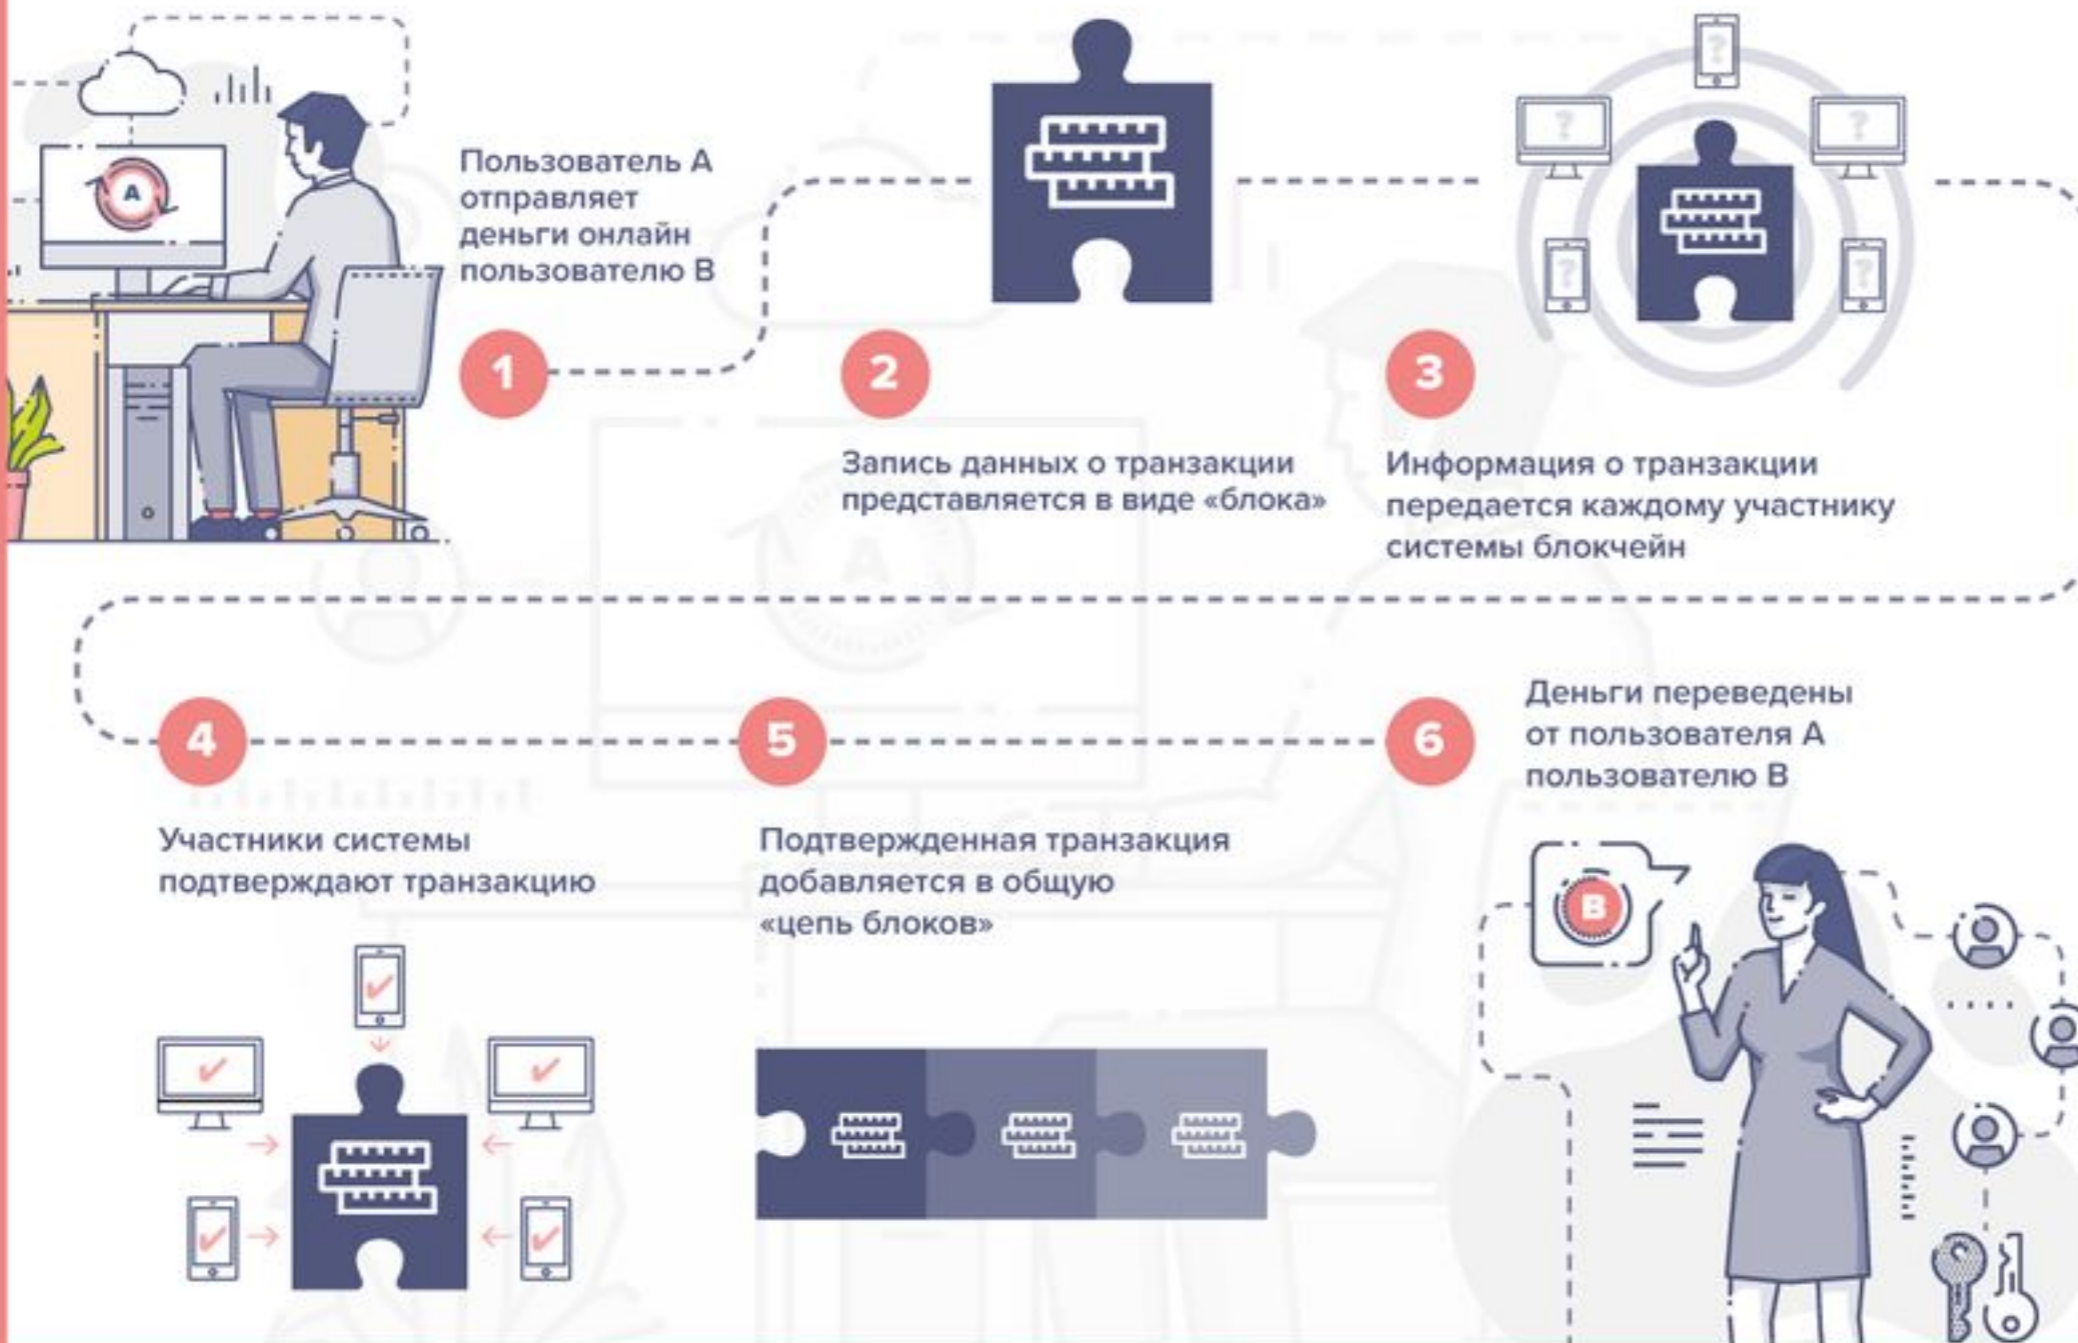 A
Пользователь А
отправляет
деньги онлайн
пользователю В
1
2
Запись данных о транзакции
представляется в виде «блока»
? ? ? ? ?
3
Информация о транзакции
передается каждому участнику
системы блокчейн
4
Участники системы
подтверждают транзакцию
5
Подтвержденная транзакция
добавляется в общую
«цепь блоков»
6
Деньги переведены
от пользователя А
пользователю В
B
A